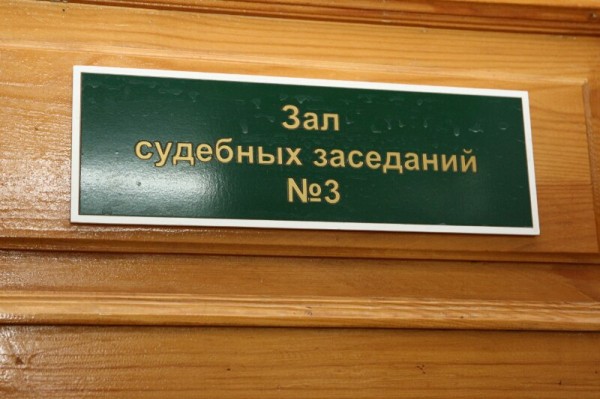 Зал
судебных заседаний
№3